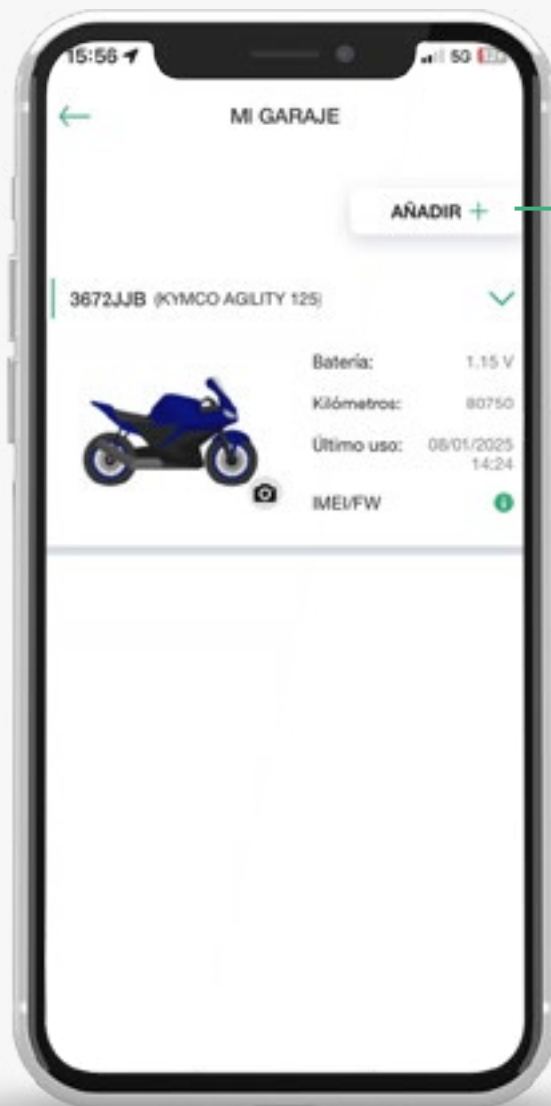 15:56 5G
MI GARAJE
AÑADIR +
3672JJB (KYMCO AGILITY 125)
Batería: 1.15 V
Kilómetros: 80750
Último uso: 08/01/2025
14:24
IMEI/FW